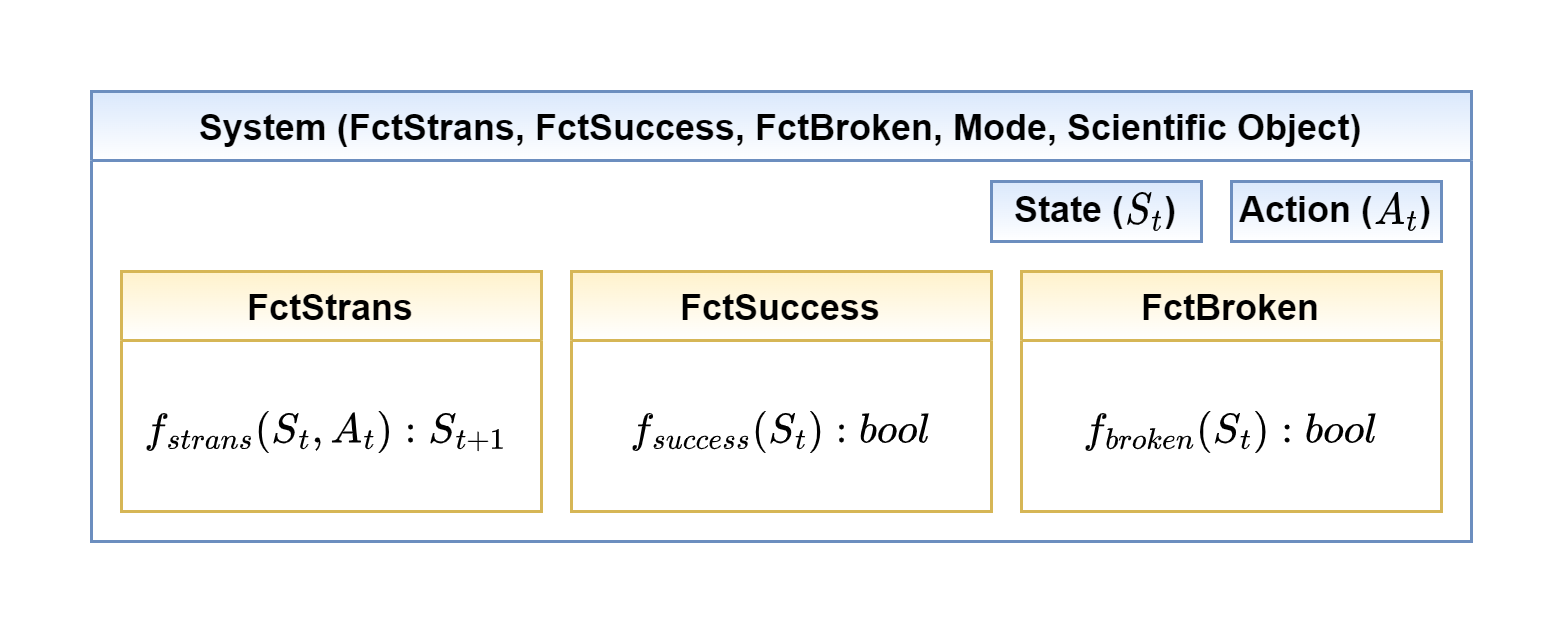 System (FctStrans, FctSuccess, FctBroken, Mode, Scientific Object)
State (S_t) Action (A_t)
FctStrans FctSuccess FctBroken
f_{strans}(S_t, A_t) : S_{t+1} f_{success}(S_t) : bool f_{broken}(S_t) : bool